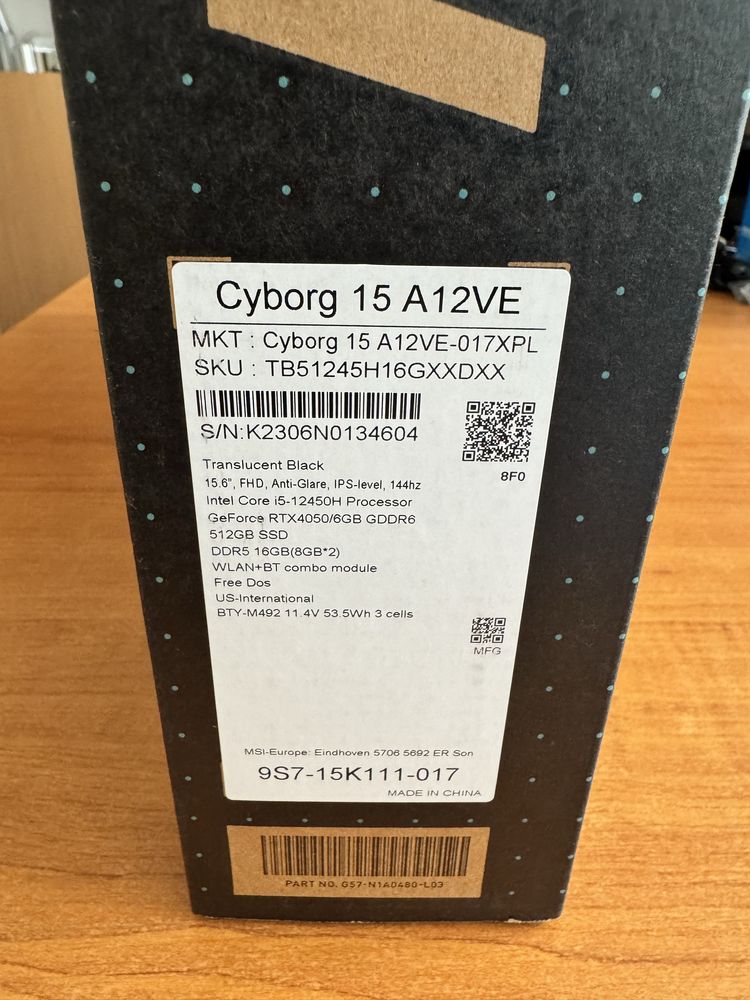 Cyborg 15 A12VE
MKT : Cyborg 15 A12VE-017XPL
SKU : TB51245H16GXXDXX
S/N:K2306N0134604
8F0
Translucent Black
15.6", FHD, Anti-Glare, IPS-level, 144hz
Intel Core i5-12450H Processor
GeForce RTX4050/6GB GDDR6
512GB SSD
DDR5 16GB(8GB*2)
WLAN+BT combo module
Free Dos
US-International
BTY-M492 11.4V 53.5Wh 3 cells
MFG
MSI-Europe: Eindhoven 5706 5692 ER Son
9S7-15K111-017
MADE IN CHINA
PART NO. G57-N1A0480-L03